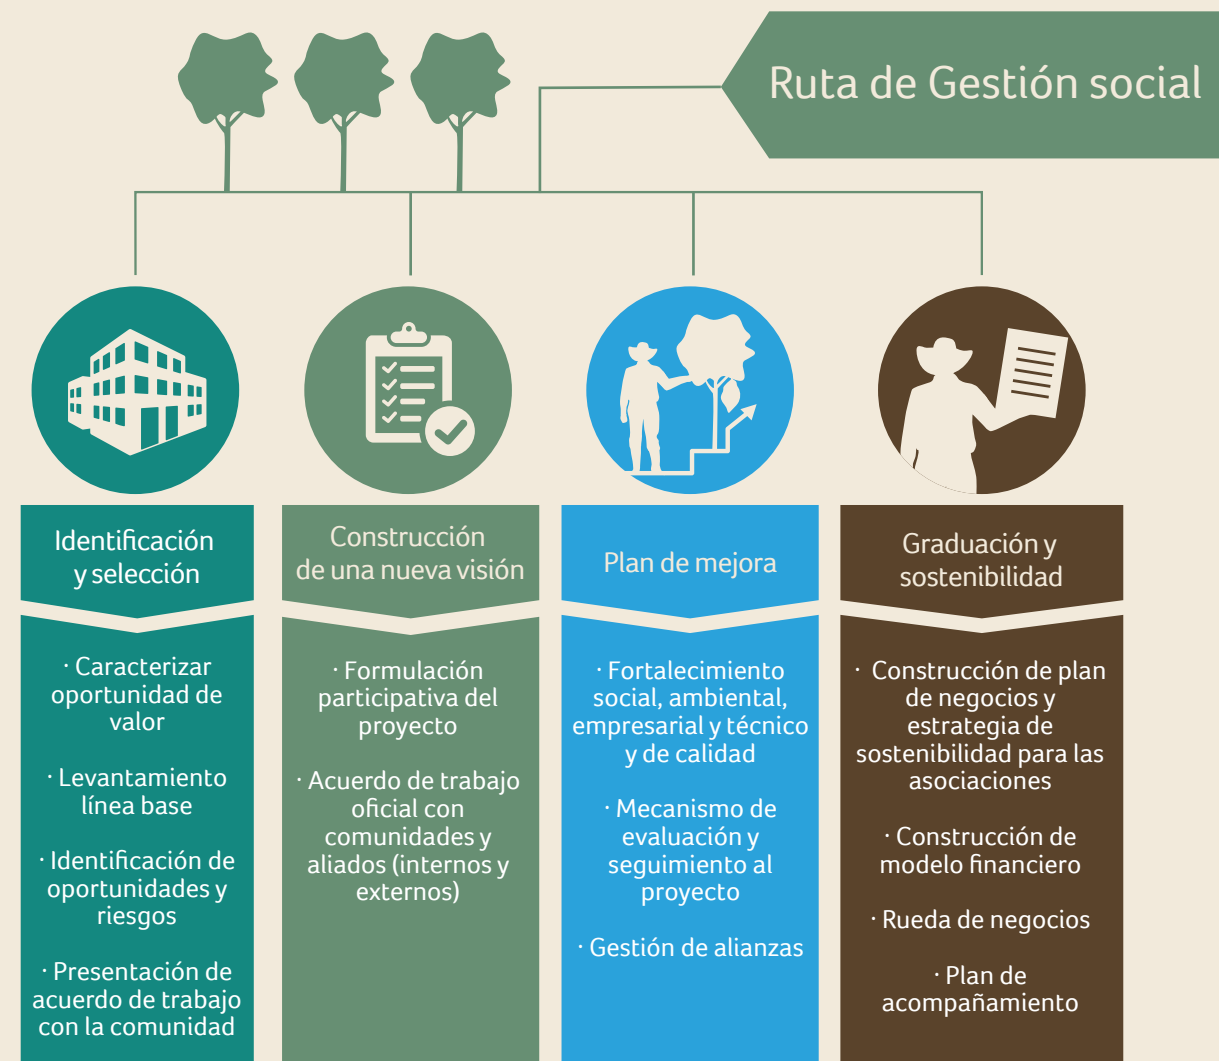 Ruta de Gestión social
Identificación
y selección
· Caracterizar
oportunidad de
valor
· Levantamiento
línea base
· Identificación de
oportunidades y
riesgos
· Presentación de
acuerdo de trabajo
con la comunidad
Construcción
de una nueva visión
· Formulación
participativa del
proyecto
· Acuerdo de trabajo
oficial con
comunidades y
aliados (internos y
externos)
Plan de mejora
· Fortalecimiento
social, ambiental,
empresarial y técnico
y de calidad
· Mecanismo de
evaluación y
seguimiento al
proyecto
· Gestión de alianzas
Graduación y
sostenibilidad
· Construcción de plan
de negocios y
estrategia de
sostenibilidad para las
asociaciones
· Construcción de
modelo financiero
· Rueda de negocios
· Plan de
acompañamiento